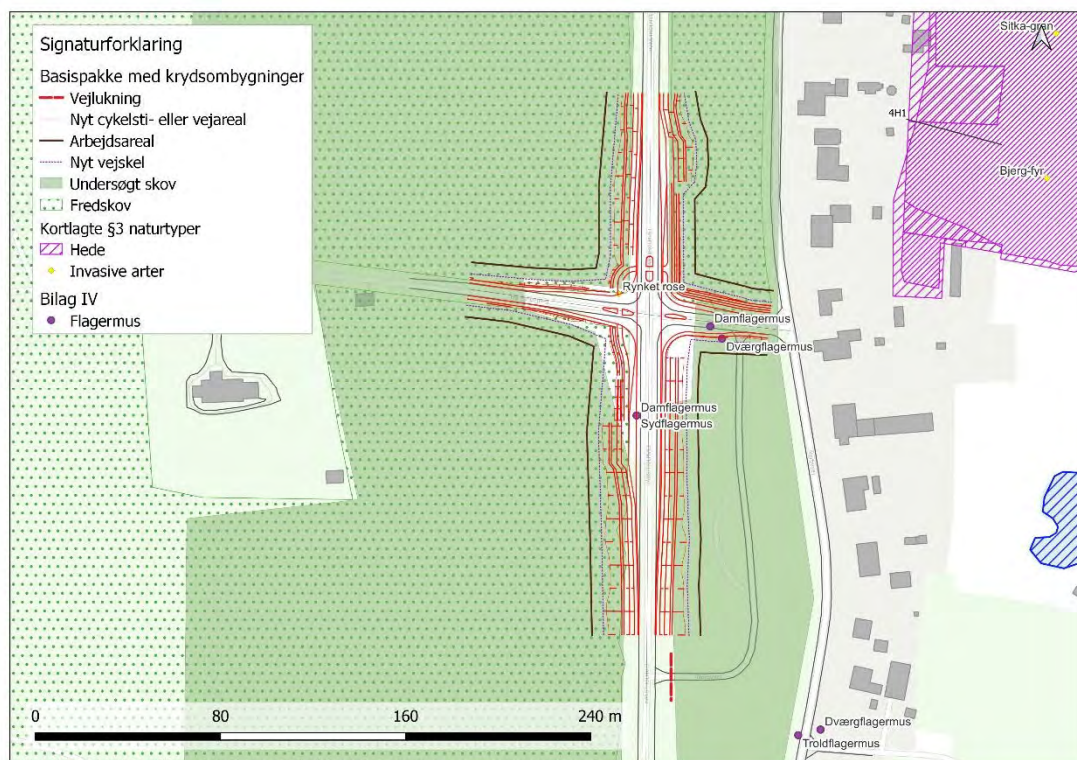 Signaturforklaring
Basispakke med krydsombygninger
Vejlukning
Nyt cykelsti- eller vejareal
Arbejdsareal
Nyt vejskel
Undersøgt skov
Fredskov
Kortlagte §3 naturtyper
Hede
Invasive arter
Bilag IV
Flagermus
Sitka-gran
4H1
Bjerg-fyr
Rynket rose
Damflagermus
Dværgflagermus
Damflagermus
Sydflagermus
Dværgflagermus
Troldflagermus
0 80 160 240 m